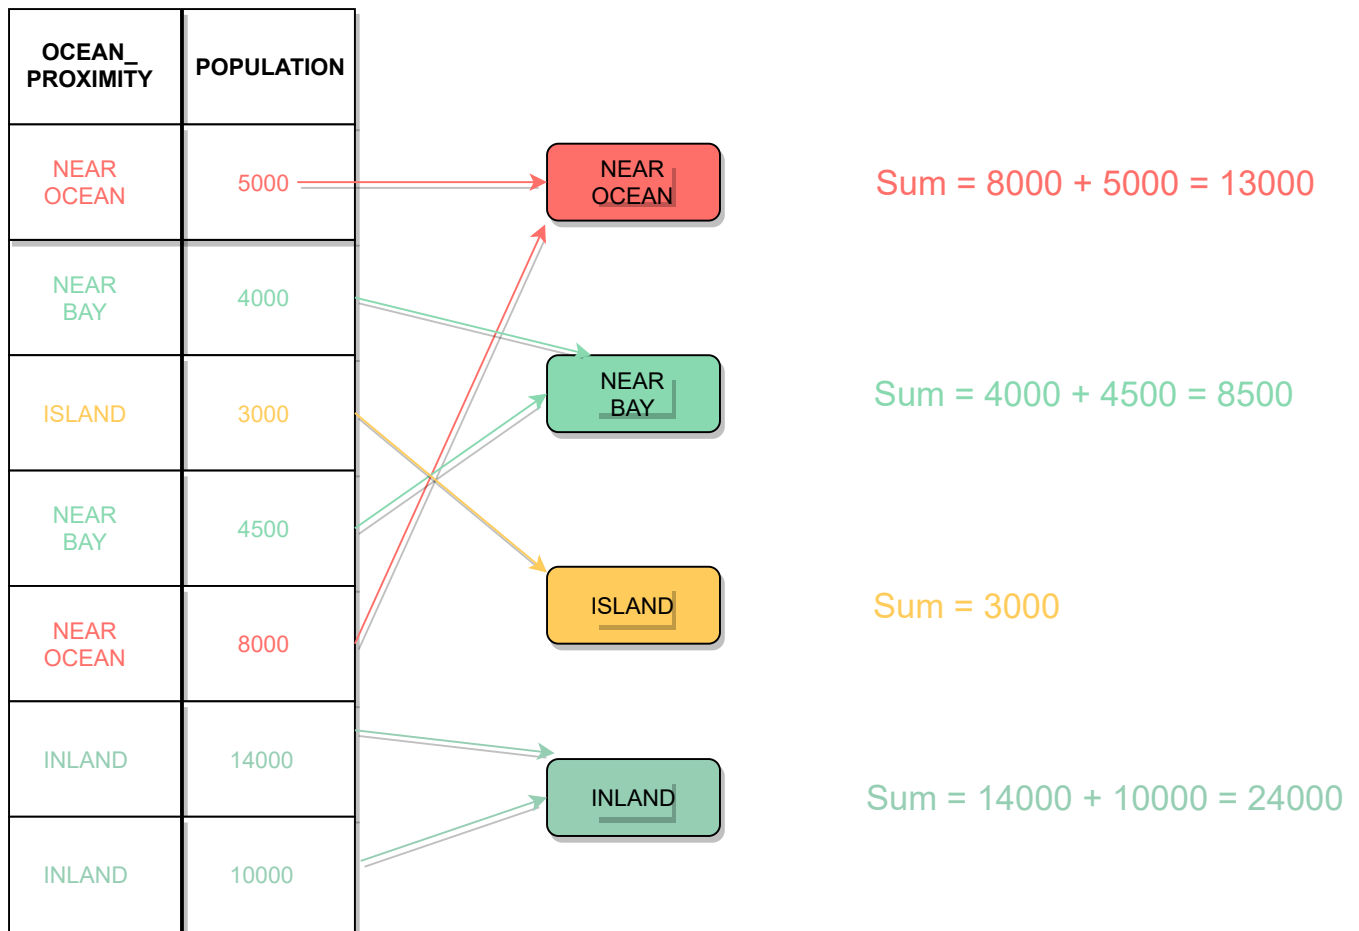 OCEAN_
PROXIMITY
POPULATION
NEAR
OCEAN
5000
NEAR
OCEAN
Sum = 8000 + 5000 = 13000
NEAR
BAY
4000
NEAR
BAY
Sum = 4000 + 4500 = 8500
ISLAND
3000
NEAR
BAY
4500
ISLAND
Sum = 3000
NEAR
OCEAN
8000
INLAND
14000
INLAND
Sum = 14000 + 10000 = 24000
INLAND
10000